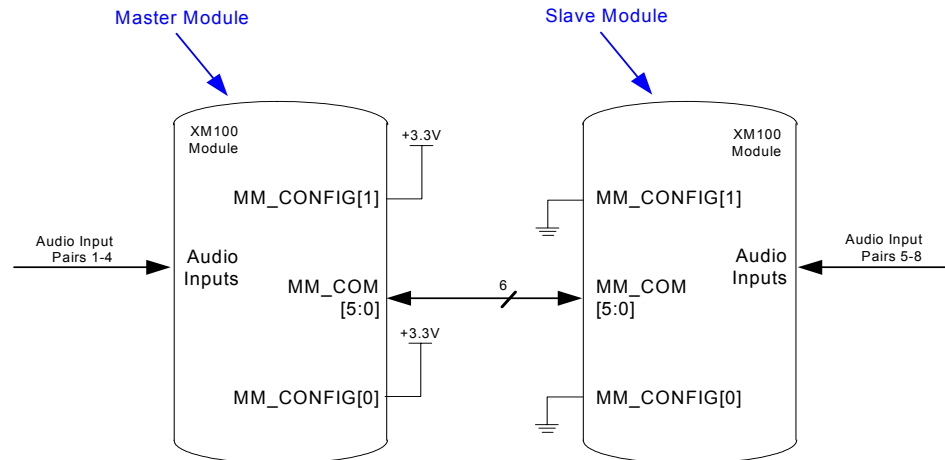 Master Module
Slave Module
XM100
Module
+3.3V
MM_CONFIG[1]
Audio Input
Pairs 1-4
Audio
Inputs
MM_COM
[5:0]
+3.3V
MM_CONFIG[0]
6
XM100
Module
MM_CONFIG[1]
MM_COM
[5:0]
Audio
Inputs
Audio Input
Pairs 5-8
MM_CONFIG[0]